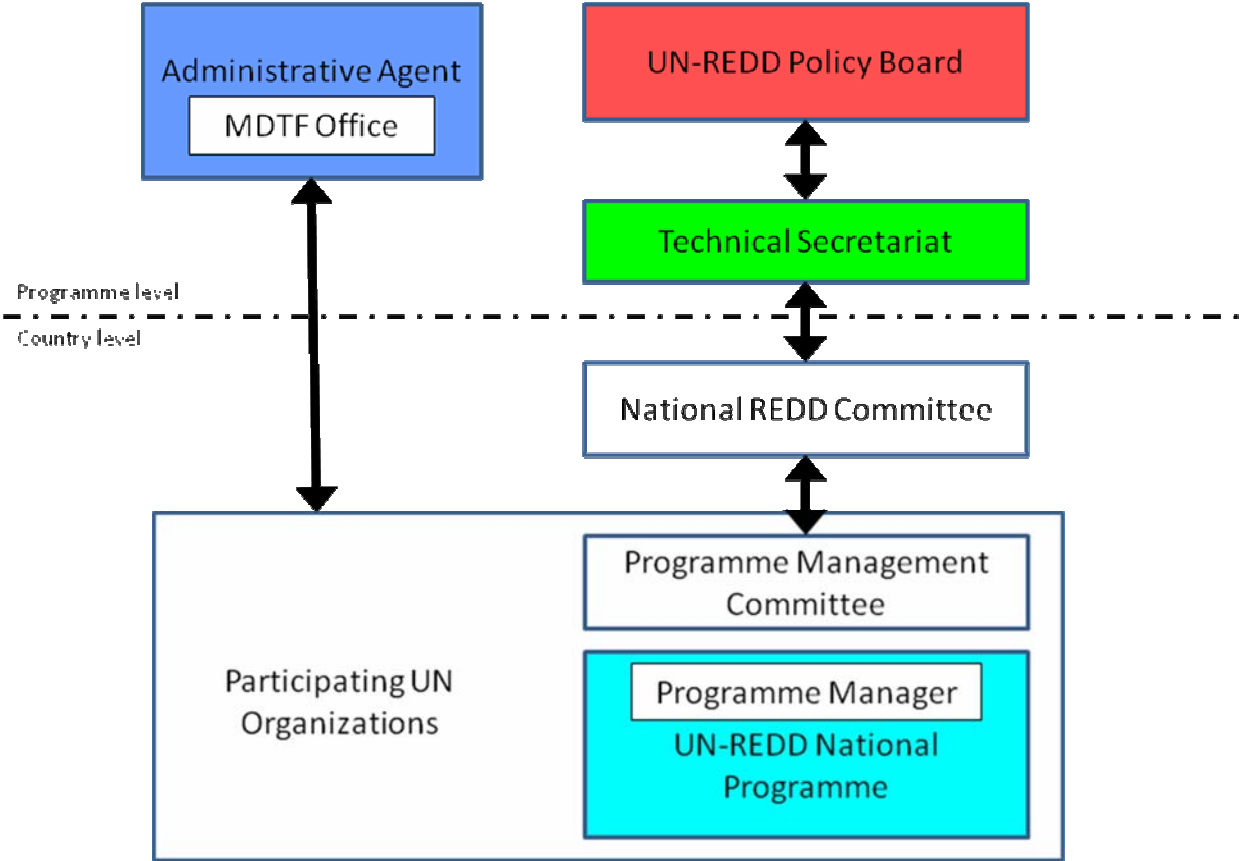 Administrative Agent
MDTF Office
UN-REDD Policy Board
Technical Secretariat
Programme level
Country level
National REDD Committee
Programme Management
Committee
Participating UN
Organizations
Programme Manager
UN-REDD National
Programme